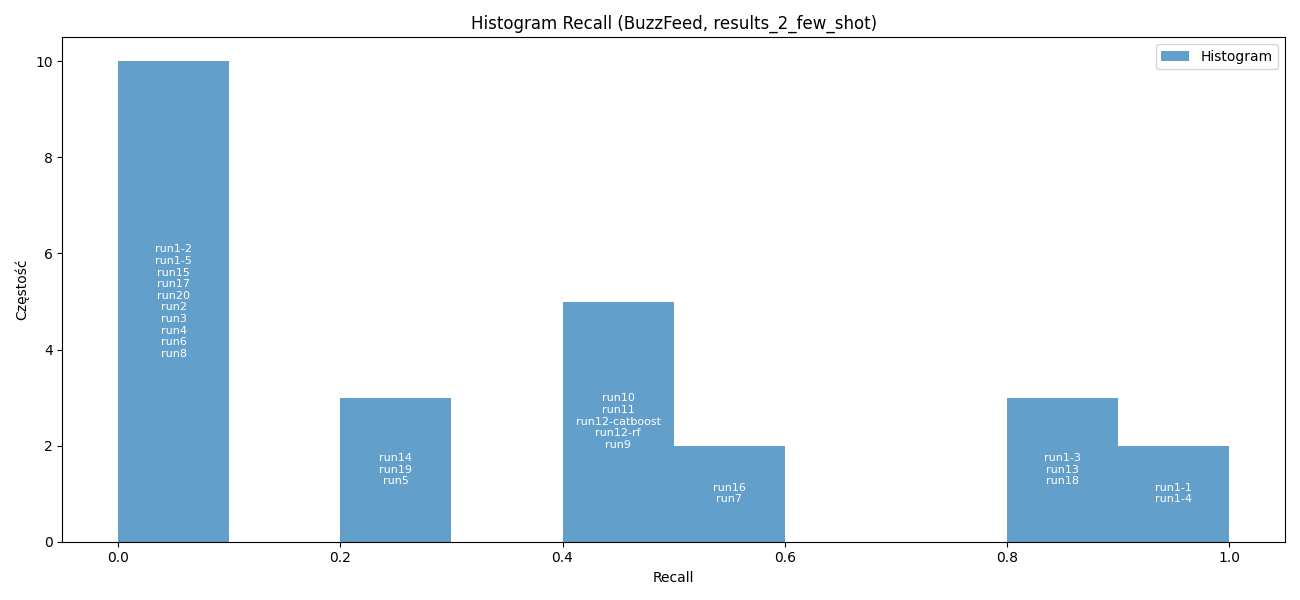 Histogram Recall (BuzzFeed, results_2_few_shot)
Histogram
Częstość
10
8
6
4
2
0
run1-2
run1-5
run15
run17
run20
run2
run3
run4
run6
run8
run14
run19
run5
run10
run11
run12-catboost
run12-rf
run9
run16
run7
run1-3
run13
run18
run1-1
run1-4
0.0
0.2
0.4
0.6
0.8
1.0
Recall